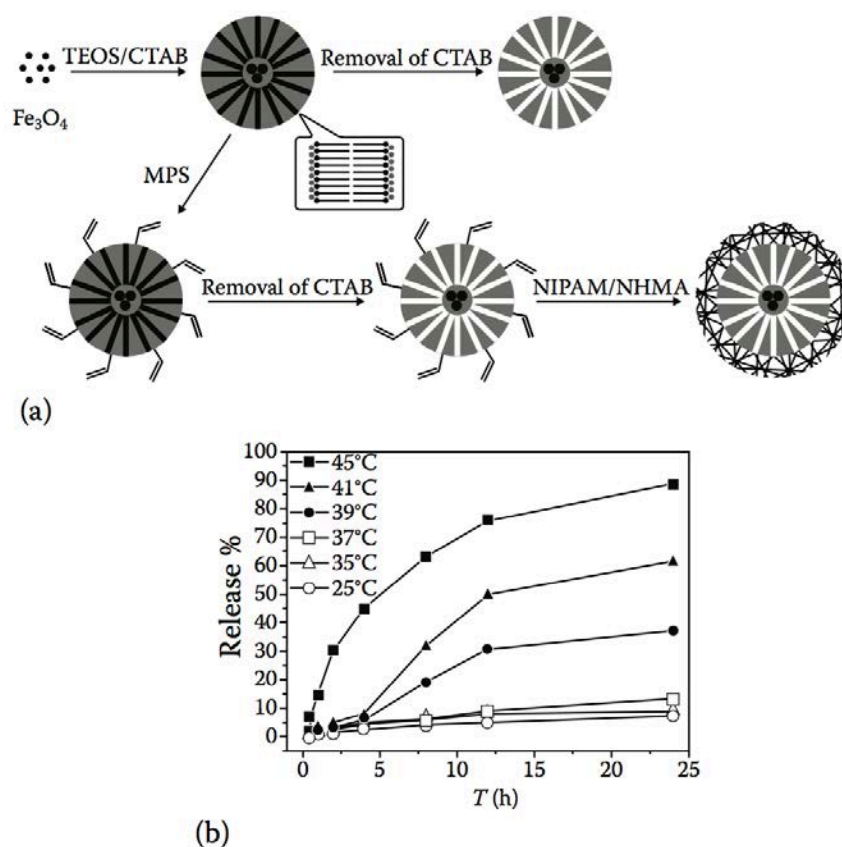 (a)
TEOS/CTAB
Removal of CTAB
Fe₃O₄
MPS
Removal of CTAB
NIPAM/NHMA
100
90
80
70
60
50
40
30
20
10
0
Release %
45°C
41°C
39°C
37°C
35°C
25°C
0 5 10 15 20 25
T (h)
(b)